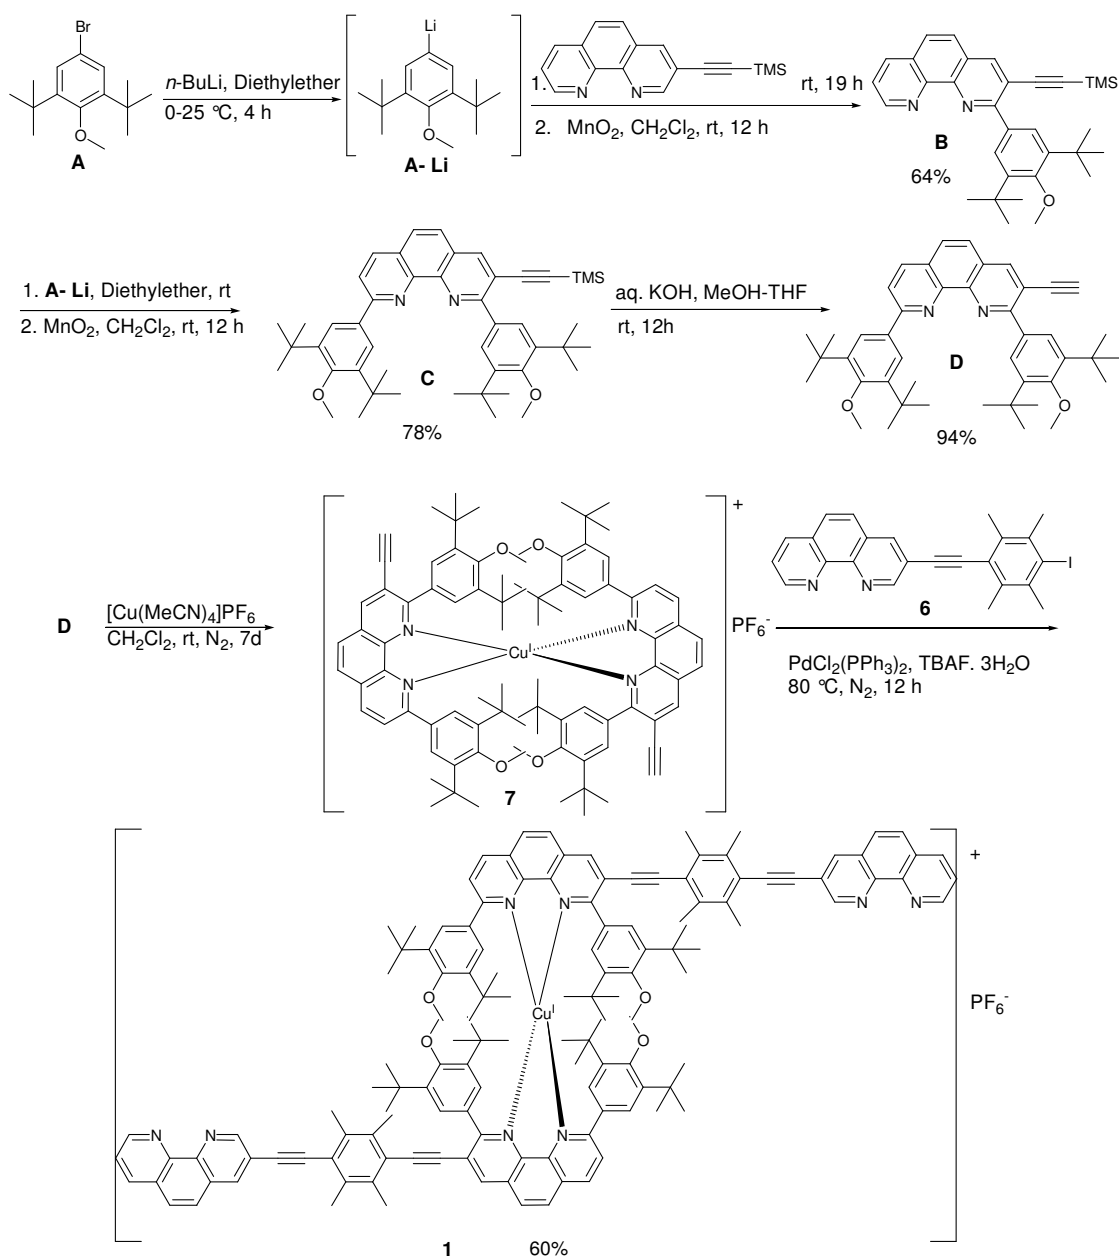 Br
Li
n-BuLi, Diethylether
0-25 °C, 4 h
O
A
O
A- Li
N N
TMS
1.
rt, 19 h
2. MnO2, CH2Cl2, rt, 12 h
N N
TMS
B
64%
O
1. A- Li, Diethylether, rt
2. MnO2, CH2Cl2, rt, 12 h
N N
TMS
O
C
O
78%
aq. KOH, MeOH-THF
rt, 12h
N N
O
D
O
94%
D
[Cu(MeCN)4]PF6
CH2Cl2, rt, N2, 7d
O O
N N
CuI
N N
O O
7
+
PF6-
N N
I
6
PdCl2(PPh3)2, TBAF. 3H2O
80 °C, N2, 12 h
N N
N N
O O
CuI
O O
N N
N N
+
PF6-
1 60%